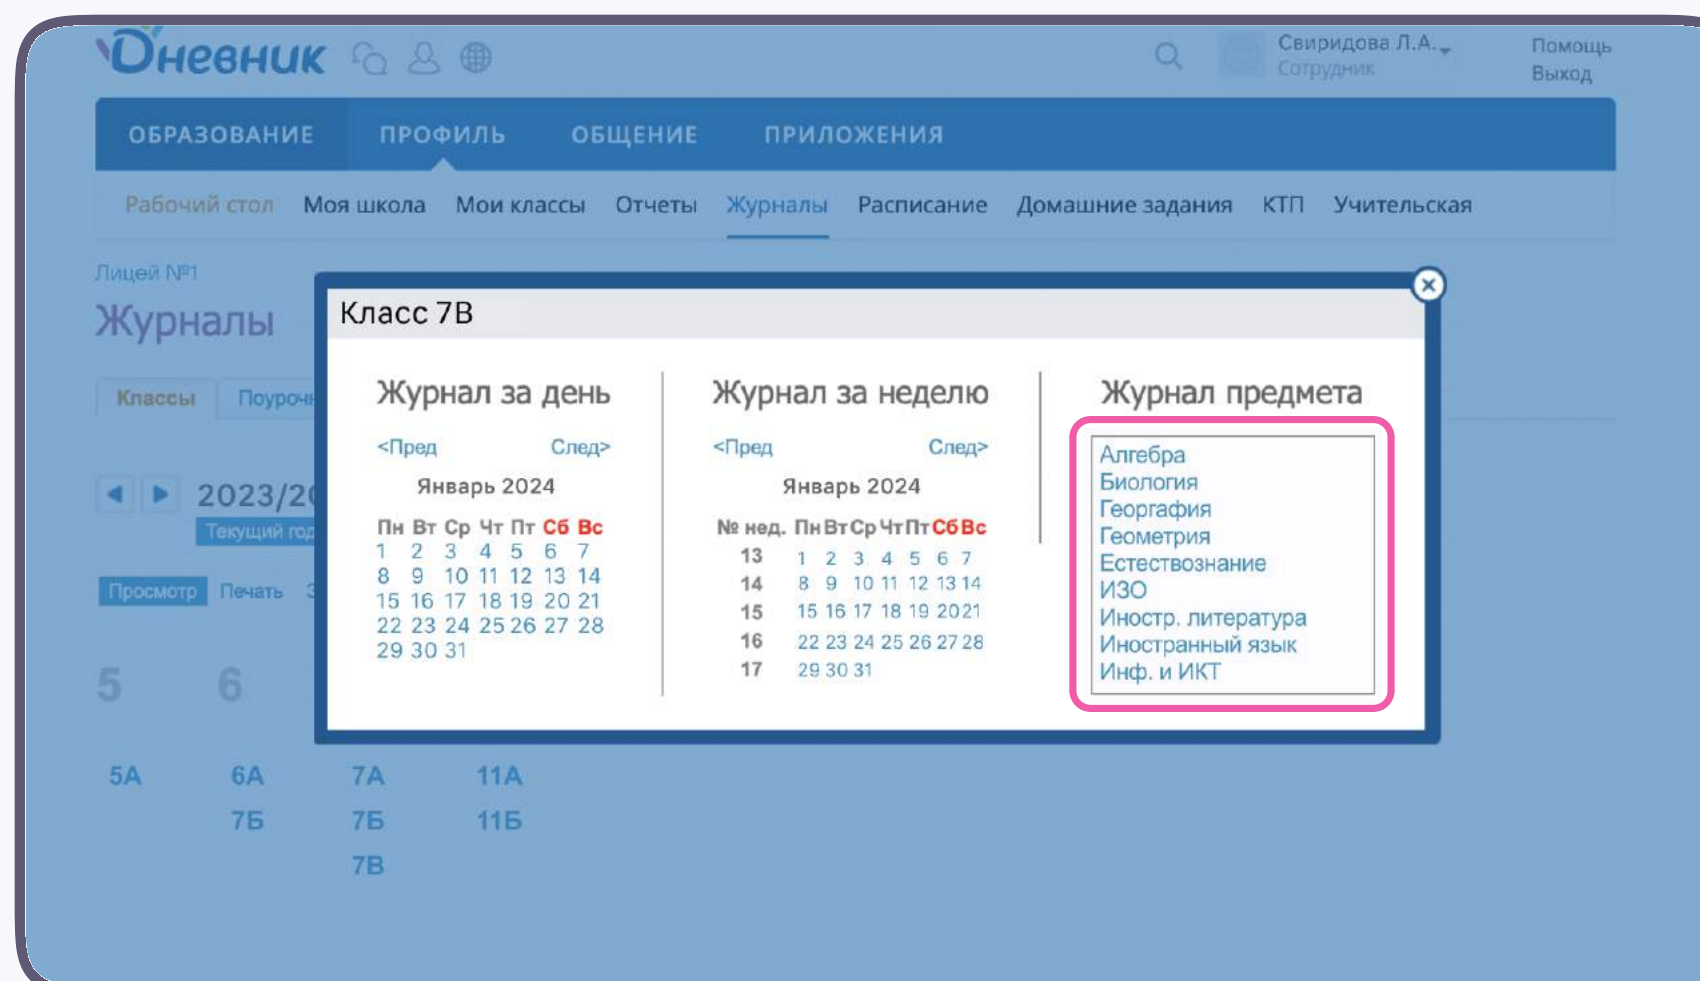 Дневник
Свиридова Л.А.
Сотрудник
Помощь
Выход
ОБРАЗОВАНИЕ ПРОФИЛЬ ОБЩЕНИЕ ПРИЛОЖЕНИЯ
Рабочий стол Моя школа Мои классы Отчеты Журналы Расписание Домашние задания КТП Учительская
Лицей №1
Журналы
Классы
2023/20
Текущий год
Просмотр Печать
5 6
5А 6А 7А 11А
7Б 7Б 11Б
7В
Класс 7В
Журнал за день
<Пред След>
Январь 2024
Пн Вт Ср Чт Пт Сб Вс
1 2 3 4 5 6 7
8 9 10 11 12 13 14
15 16 17 18 19 20 21
22 23 24 25 26 27 28
29 30 31
Журнал за неделю
<Пред След>
Январь 2024
№ нед. Пн Вт Ср Чт Пт Сб Вс
13 1 2 3 4 5 6 7
14 8 9 10 11 12 13 14
15 15 16 17 18 19 20 21
16 22 23 24 25 26 27 28
17 29 30 31
Журнал предмета
Алгебра
Биология
Георгафия
Геометрия
Естествознание
ИЗО
Иностр. литература
Иностранный язык
Инф. и ИКТ